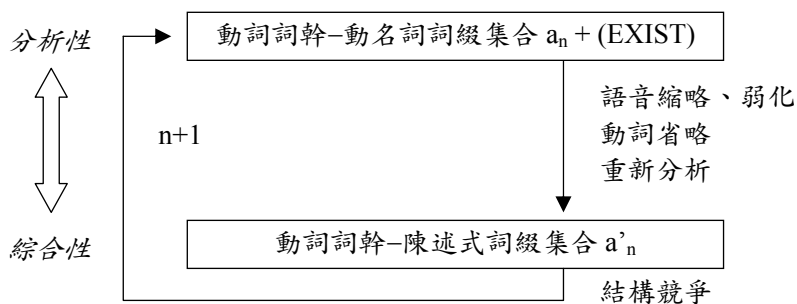 分析性
動詞詞幹–動名詞詞綴集合 aₙ + (EXIST)
語音縮略、弱化
動詞省略
重新分析
n+1
綜合性
動詞詞幹–陳述式詞綴集合 a’ₙ
結構競爭